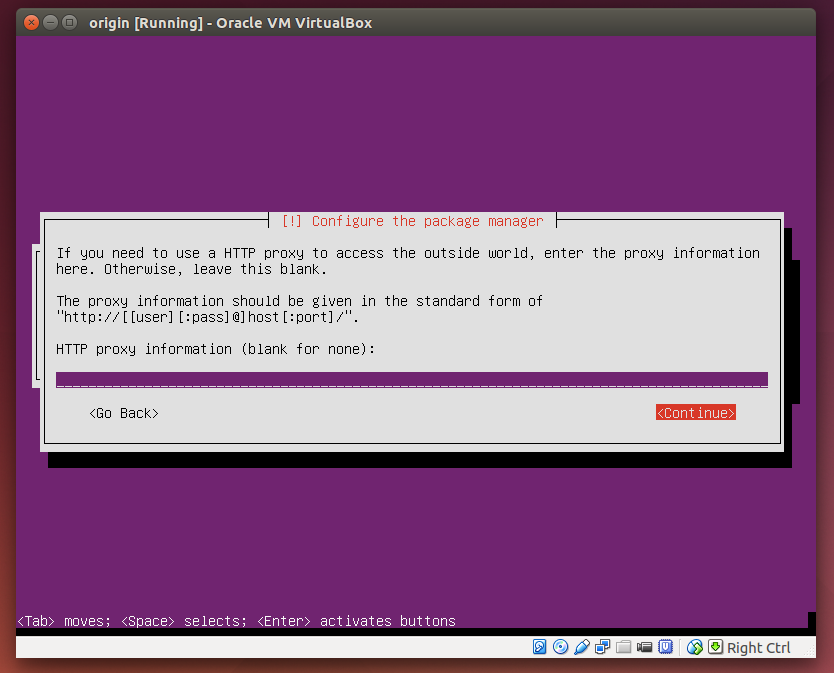 origin [Running] - Oracle VM VirtualBox
[!] Configure the package manager
If you need to use a HTTP proxy to access the outside world, enter the proxy information
here. Otherwise, leave this blank.
The proxy information should be given in the standard form of
"http://[[user][:pass]@]host[:port]/".
HTTP proxy information (blank for none):
<Go Back>
<Continue>
<Tab> moves; <Space> selects; <Enter> activates buttons
Right Ctrl